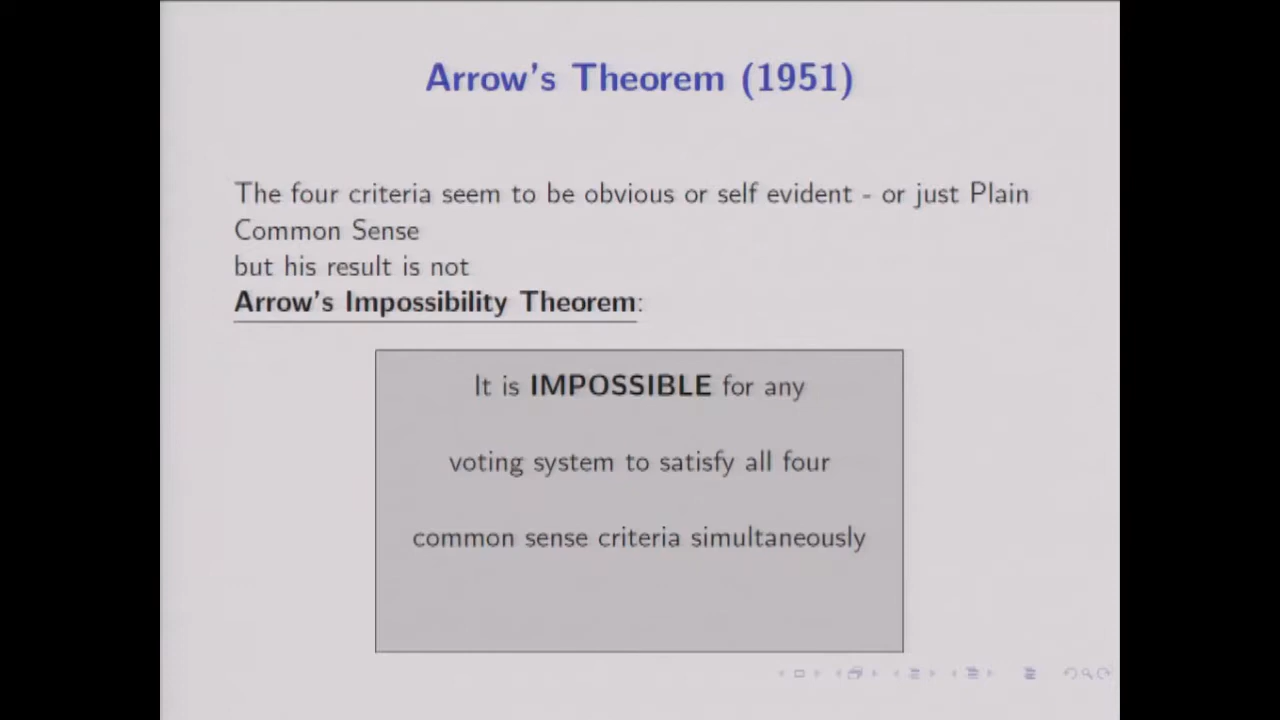 Arrow's Theorem (1951)
The four criteria seem to be obvious or self evident - or just Plain
Common Sense
but his result is not
Arrow's Impossibility Theorem:
It is IMPOSSIBLE for any
voting system to satisfy all four
common sense criteria simultaneously